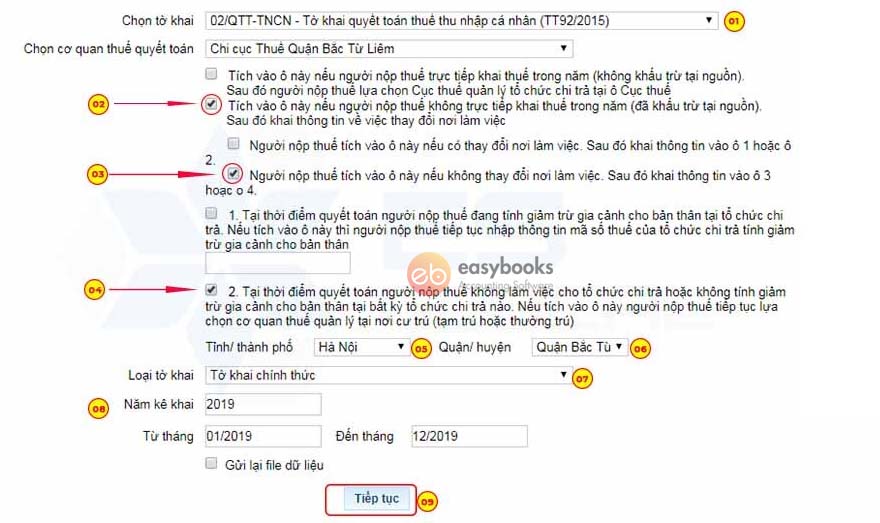 Chọn tờ khai 02/QTT-TNCN - Tờ khai quyết toán thuế thu nhập cá nhân (TT92/2015) 01
Chọn cơ quan thuế quyết toán Chi cục Thuế Quận Bắc Từ Liêm
Tích vào ô này nếu người nộp thuế trực tiếp khai thuế trong năm (không khấu trừ tại nguồn).
Sau đó người nộp thuế lựa chọn Cục thuế quản lý tổ chức chi trả tại ô Cục thuế
02 Tích vào ô này nếu người nộp thuế không trực tiếp khai thuế trong năm (đã khấu trừ tại nguồn).
Sau đó khai thông tin về việc thay đổi nơi làm việc
Người nộp thuế tích vào ô này nếu có thay đổi nơi làm việc. Sau đó khai thông tin vào ô 1 hoặc ô
2.
03 Người nộp thuế tích vào ô này nếu không thay đổi nơi làm việc. Sau đó khai thông tin vào ô 3
hoặc o 4.
1. Tại thời điểm quyết toán người nộp thuế đang tính giảm trừ gia cảnh cho bản thân tại tổ chức chi
trả. Nếu tích vào ô này thì người nộp thuế tiếp tục nhập thông tin mã số thuế của tổ chức chi trả tính giảm
trừ gia cảnh cho bản thân
eb easybooks
Accounting Software
04 2. Tại thời điểm quyết toán người nộp thuế không làm việc cho tổ chức chi trả hoặc không tính giảm
trừ gia cảnh cho bản thân tại bất kỳ tổ chức chi trả nào. Nếu tích vào ô này người nộp thuế tiếp tục lựa
chọn cơ quan thuế quản lý tại nơi cư trú (tạm trú hoặc thường trú)
Tỉnh/ thành phố Hà Nội 05 Quận/ huyện Quận Bắc Từ 06
Loại tờ khai Tờ khai chính thức 07
08 Năm kê khai 2019
Từ tháng 01/2019 Đến tháng 12/2019
Gửi lại file dữ liệu
Tiếp tục 09